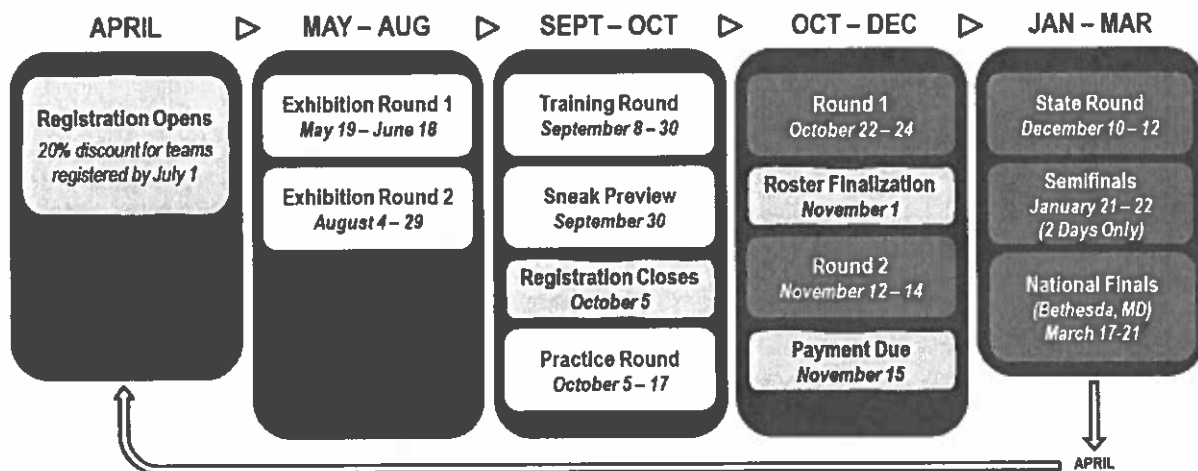 APRIL
Registration Opens
20% discount for teams
registered by July 1
MAY – AUG
Exhibition Round 1
May 19 – June 18
Exhibition Round 2
August 4 – 29
SEPT – OCT
Training Round
September 8 – 30
Sneak Preview
September 30
Registration Closes
October 5
Practice Round
October 5 – 17
OCT – DEC
Round 1
October 22 – 24
Roster Finalization
November 1
Round 2
November 12 – 14
Payment Due
November 15
JAN – MAR
State Round
December 10 – 12
Semifinals
January 21 – 22
(2 Days Only)
National Finals
(Bethesda, MD)
March 17-21
APRIL